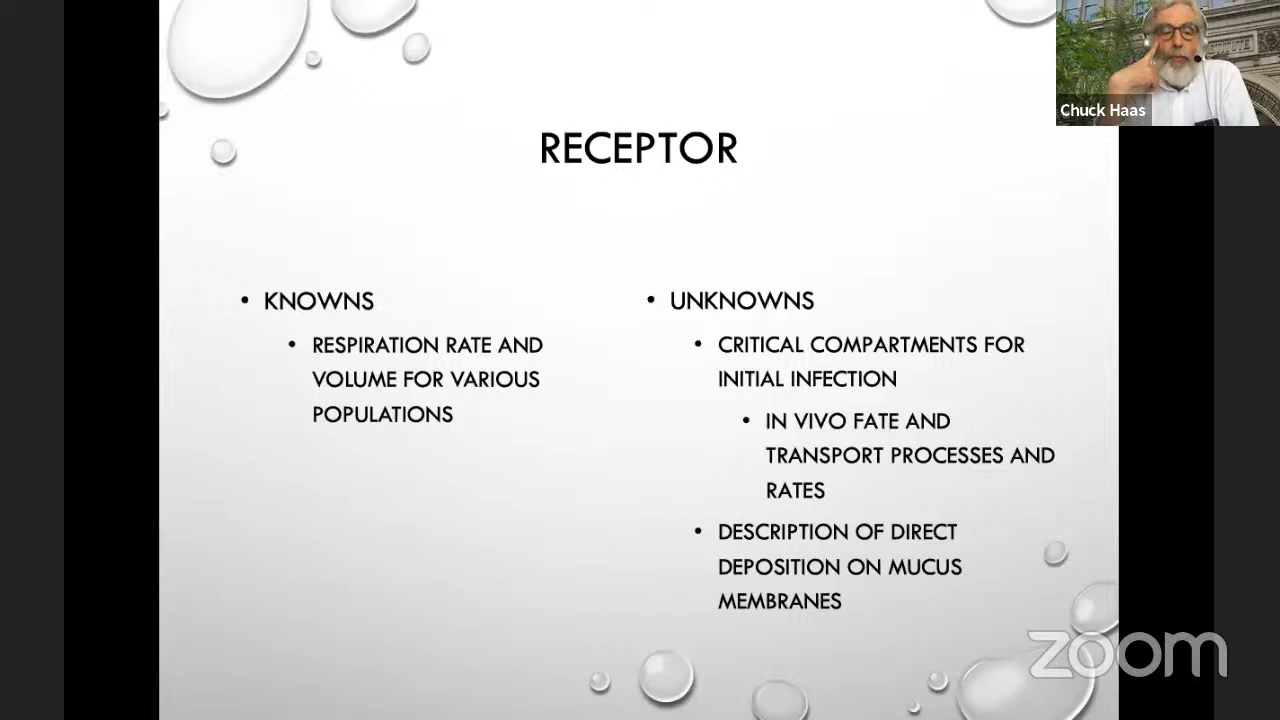 Chuck Haas
RECEPTOR
• KNOWNS
• RESPIRATION RATE AND
VOLUME FOR VARIOUS
POPULATIONS
• UNKNOWNS
• CRITICAL COMPARTMENTS FOR
INITIAL INFECTION
• IN VIVO FATE AND
TRANSPORT PROCESSES AND
RATES
• DESCRIPTION OF DIRECT
DEPOSITION ON MUCUS
MEMBRANES
zoom